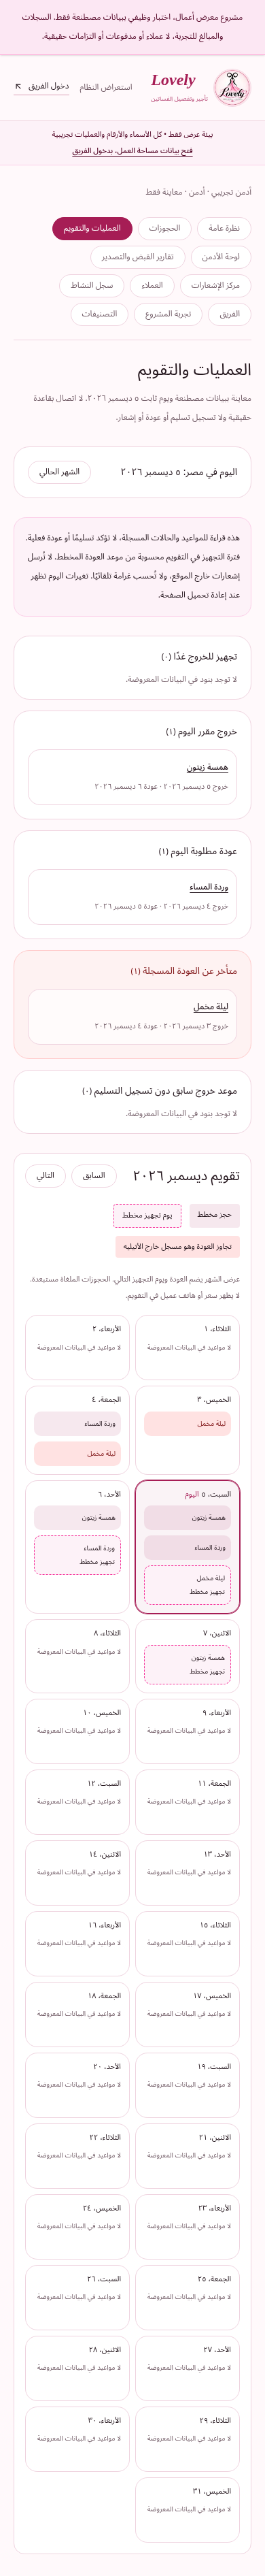 مشروع معرض أعمال، اختبار وظيفي ببيانات مصطنعة فقط. السجلات
والمبالغ للتجربة، لا عملاء أو مدفوعات أو التزامات حقيقية.
Lovely
Lovely
تأجير وتفصيل الفساتين
استعراض النظام
دخول الفريق ↖
بيئة عرض فقط • كل الأسماء والأرقام والعمليات تجريبية
فتح بيانات مساحة العمل، بدخول الفريق
أدمن تجريبي · أدمن · معاينة فقط
نظرة عامة
الحجوزات
العمليات والتقويم
لوحة الأدمن
تقارير القبض والتصدير
مركز الإشعارات
العملاء
سجل النشاط
الفريق
تجربة المشروع
التصنيفات
العمليات والتقويم
معاينة ببيانات مصطنعة ويوم ثابت ٥ ديسمبر ٢٠٢٦. لا اتصال بقاعدة
حقيقية ولا تسجيل تسليم أو عودة أو إشعار.
اليوم في مصر: ٥ ديسمبر ٢٠٢٦
الشهر الحالي
هذه قراءة للمواعيد والحالات المسجلة، لا تؤكد تسليمًا أو عودة فعلية.
فترة التجهيز في التقويم محسوبة من موعد العودة المخطط. لا تُرسل
إشعارات خارج الموقع، ولا تُحسب غرامة تلقائيًا. تغيرات اليوم تظهر
عند إعادة تحميل الصفحة.
تجهيز للخروج غدًا (٠)
لا توجد بنود في البيانات المعروضة.
خروج مقرر اليوم (١)
همسة زيتون
خروج ٥ ديسمبر ٢٠٢٦ · عودة ٦ ديسمبر ٢٠٢٦
عودة مطلوبة اليوم (١)
وردة المساء
خروج ٤ ديسمبر ٢٠٢٦ · عودة ٥ ديسمبر ٢٠٢٦
متأخر عن العودة المسجلة (١)
ليلة مخمل
خروج ٣ ديسمبر ٢٠٢٦ · عودة ٤ ديسمبر ٢٠٢٦
موعد خروج سابق دون تسجيل التسليم (٠)
لا توجد بنود في البيانات المعروضة.
تقويم ديسمبر ٢٠٢٦
السابق
التالي
حجز مخطط
يوم تجهيز مخطط
تجاوز العودة وهو مسجل خارج الأتيليه
عرض الشهر يضم العودة ويوم التجهيز التالي. الحجوزات الملغاة مستبعدة.
لا يظهر سعر أو هاتف عميل في التقويم.
الثلاثاء، ١
لا مواعيد في البيانات المعروضة
الأربعاء، ٢
لا مواعيد في البيانات المعروضة
الخميس، ٣
ليلة مخمل
الجمعة، ٤
وردة المساء
ليلة مخمل
السبت، ٥ اليوم
همسة زيتون
وردة المساء
ليلة مخمل
تجهيز مخطط
الأحد، ٦
همسة زيتون
وردة المساء
تجهيز مخطط
الاثنين، ٧
همسة زيتون
تجهيز مخطط
الثلاثاء، ٨
لا مواعيد في البيانات المعروضة
الأربعاء، ٩
لا مواعيد في البيانات المعروضة
الخميس، ١٠
لا مواعيد في البيانات المعروضة
الجمعة، ١١
لا مواعيد في البيانات المعروضة
السبت، ١٢
لا مواعيد في البيانات المعروضة
الأحد، ١٣
لا مواعيد في البيانات المعروضة
الاثنين، ١٤
لا مواعيد في البيانات المعروضة
الثلاثاء، ١٥
لا مواعيد في البيانات المعروضة
الأربعاء، ١٦
لا مواعيد في البيانات المعروضة
الخميس، ١٧
لا مواعيد في البيانات المعروضة
الجمعة، ١٨
لا مواعيد في البيانات المعروضة
السبت، ١٩
لا مواعيد في البيانات المعروضة
الأحد، ٢٠
لا مواعيد في البيانات المعروضة
الاثنين، ٢١
لا مواعيد في البيانات المعروضة
الثلاثاء، ٢٢
لا مواعيد في البيانات المعروضة
الأربعاء، ٢٣
لا مواعيد في البيانات المعروضة
الخميس، ٢٤
لا مواعيد في البيانات المعروضة
الجمعة، ٢٥
لا مواعيد في البيانات المعروضة
السبت، ٢٦
لا مواعيد في البيانات المعروضة
الأحد، ٢٧
لا مواعيد في البيانات المعروضة
الاثنين، ٢٨
لا مواعيد في البيانات المعروضة
الثلاثاء، ٢٩
لا مواعيد في البيانات المعروضة
الأربعاء، ٣٠
لا مواعيد في البيانات المعروضة
الخميس، ٣١
لا مواعيد في البيانات المعروضة